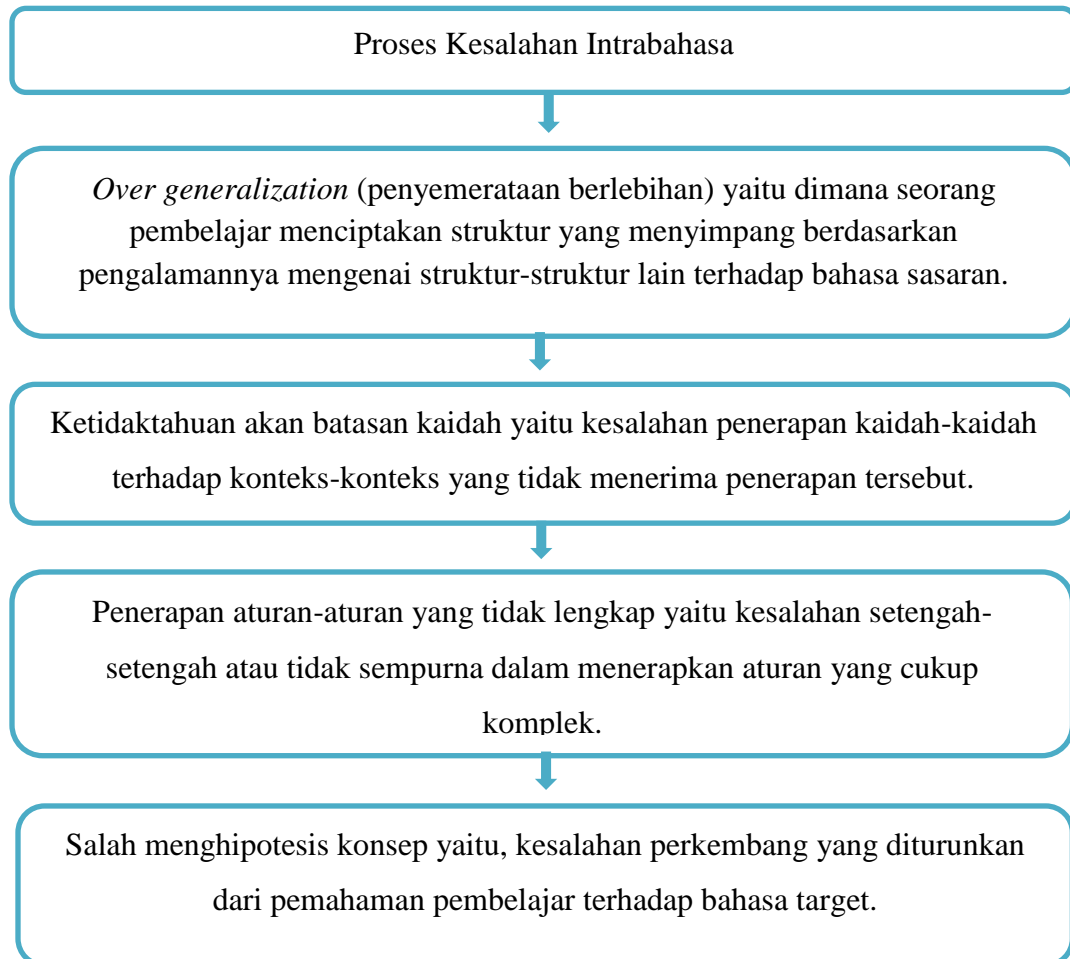 Proses Kesalahan Intrabahasa
Over generalization (penyemerataan berlebihan) yaitu dimana seorang
pembelajar menciptakan struktur yang menyimpang berdasarkan
pengalamannya mengenai struktur-struktur lain terhadap bahasa sasaran.
Ketidaktahuan akan batasan kaidah yaitu kesalahan penerapan kaidah-kaidah
terhadap konteks-konteks yang tidak menerima penerapan tersebut.
Penerapan aturan-aturan yang tidak lengkap yaitu kesalahan setengah-
setengah atau tidak sempurna dalam menerapkan aturan yang cukup
komplek.
Salah menghipotesis konsep yaitu, kesalahan perkembang yang diturunkan
dari pemahaman pembelajar terhadap bahasa target.